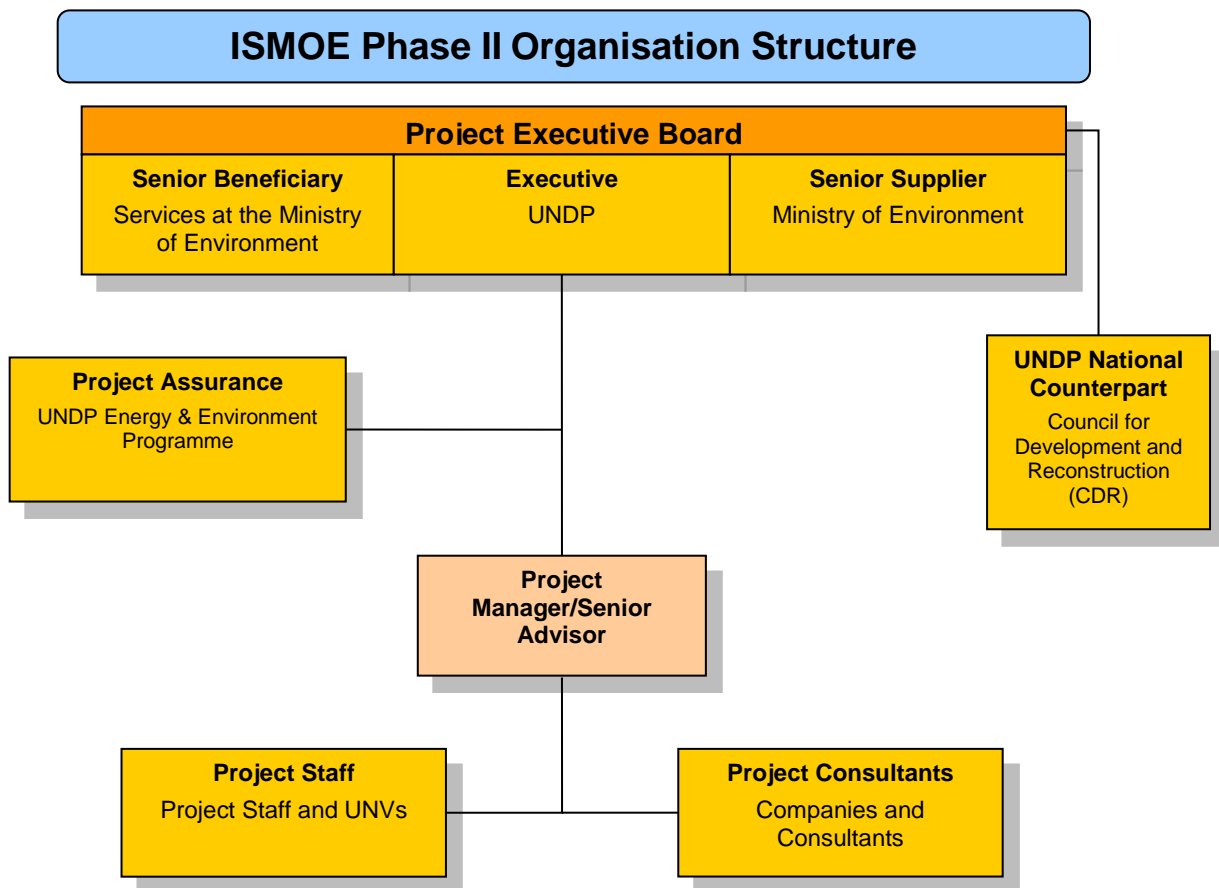 ISMOE Phase II Organisation Structure
Project Executive Board
Senior Beneficiary
Services at the Ministry
of Environment
Executive
UNDP
Senior Supplier
Ministry of Environment
Project Assurance
UNDP Energy & Environment
Programme
UNDP National
Counterpart
Council for
Development and
Reconstruction
(CDR)
Project
Manager/Senior
Advisor
Project Staff
Project Staff and UNVs
Project Consultants
Companies and
Consultants